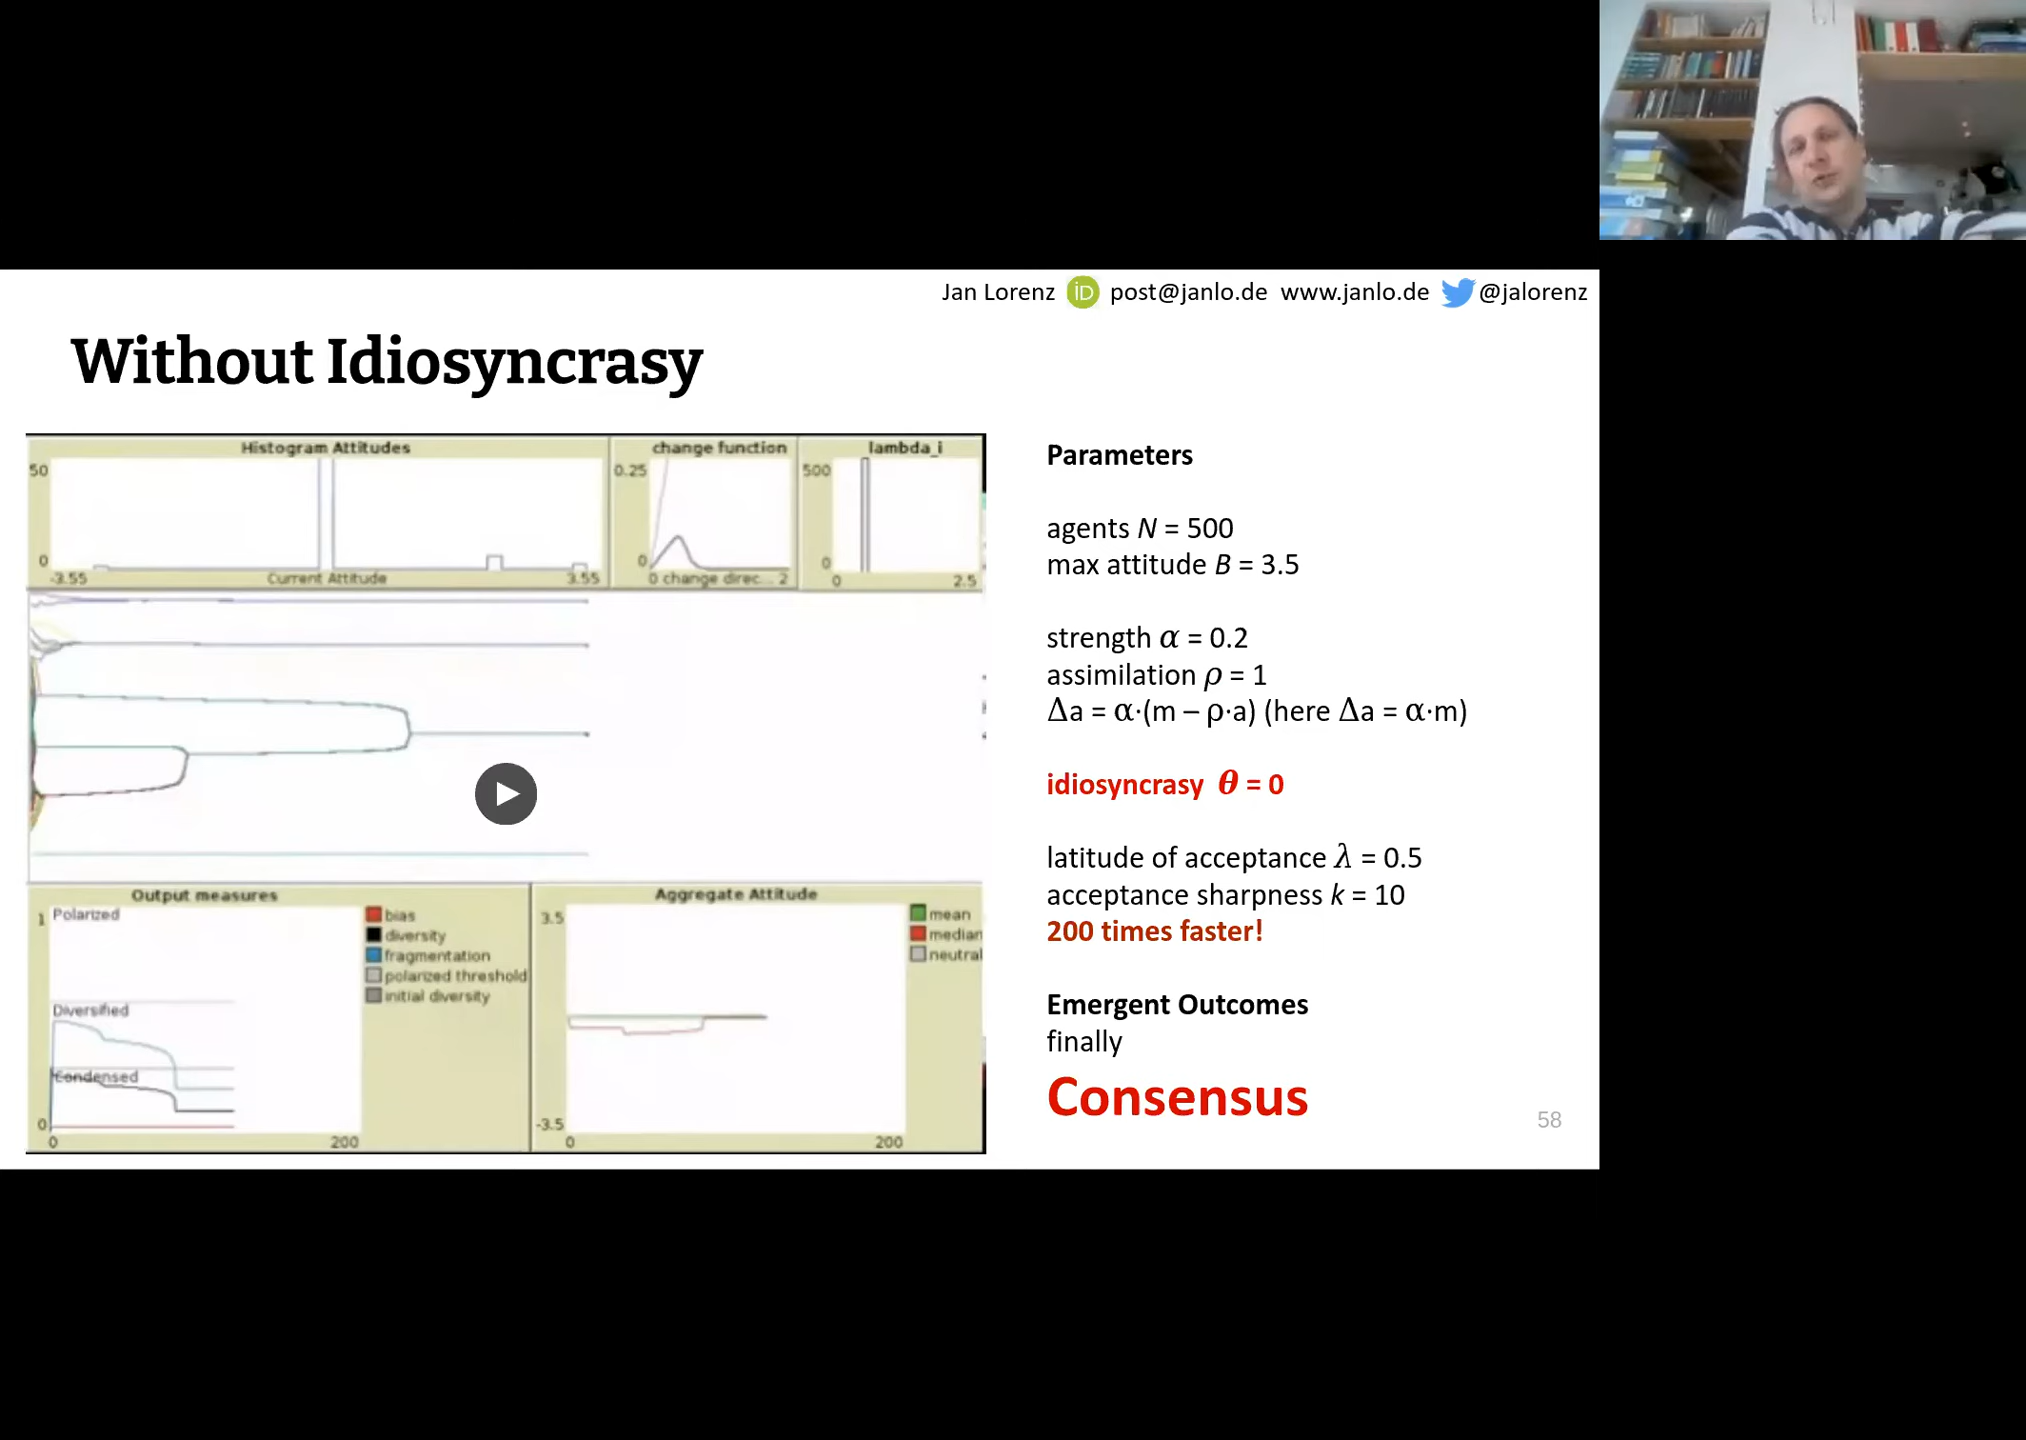 Jan Lorenz iD post@janlo.de www.janlo.de @jalorenz
Without Idiosyncrasy
Histogram Attitudes
50
0
-3.55 Current Attitude 3.55
change function
0.25
0
0 change direc... 2
lambda_i
500
0
0 2.5
Output measures
1
Polarized
Diversified
Condensed
0
0 200
bias
diversity
fragmentation
polarized threshold
initial diversity
Aggregate Attitude
3.5
-3.5
0 200
mean
median
neutral
Parameters
agents N = 500
max attitude B = 3.5
strength α = 0.2
assimilation ρ = 1
Δa = α·(m – ρ·a) (here Δa = α·m)
idiosyncrasy θ = 0
latitude of acceptance λ = 0.5
acceptance sharpness k = 10
200 times faster!
Emergent Outcomes
finally
Consensus
58